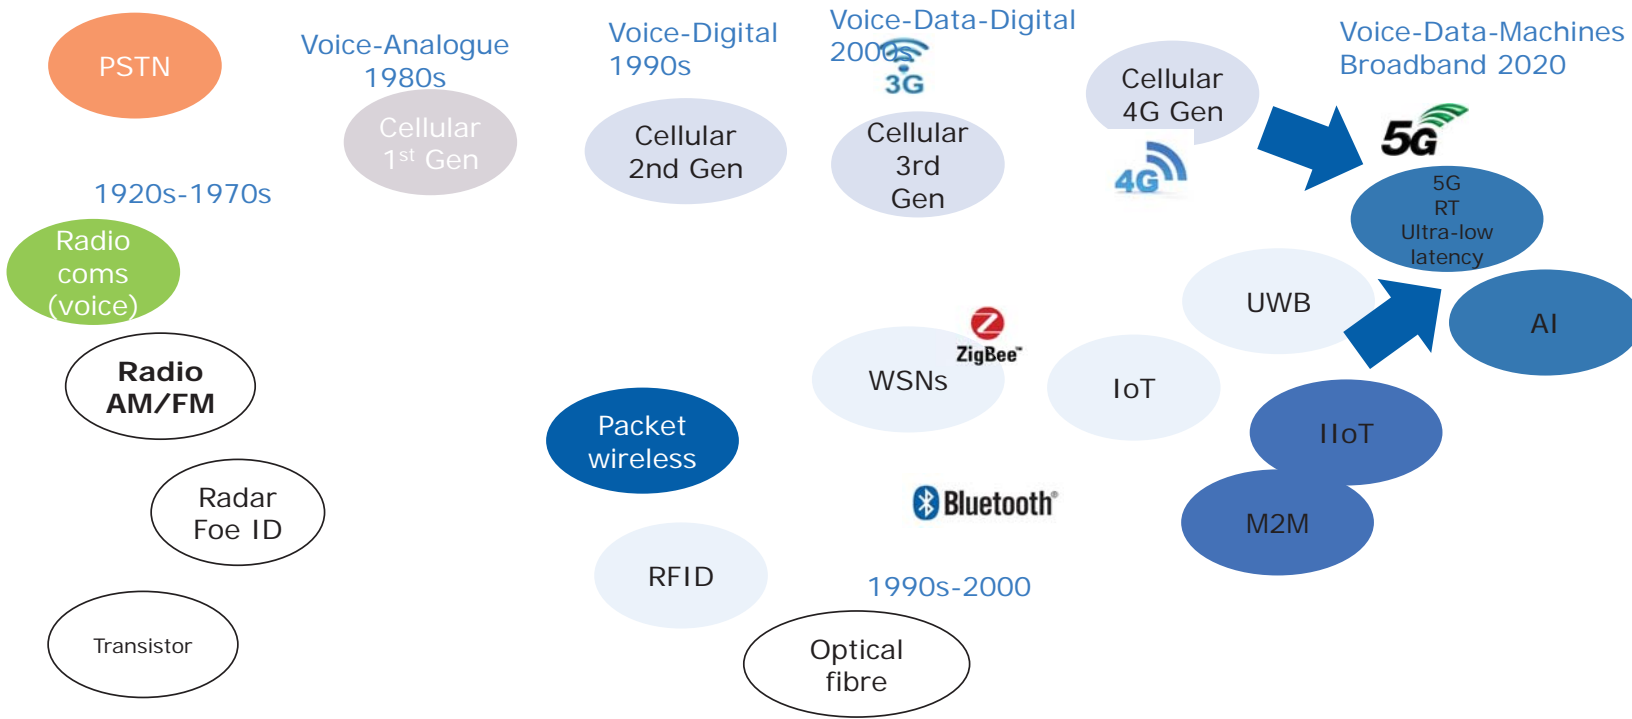 PSTN
Voice-Analogue
1980s
Voice-Digital
1990s
Voice-Data-Digital
2000s
3G
Voice-Data-Machines
Broadband 2020
Cellular
1st Gen
Cellular
2nd Gen
Cellular
3rd
Gen
Cellular
4G Gen
4G
5G
5G
RT
Ultra-low
latency
1920s-1970s
Radio
coms
(voice)
Radio
AM/FM
Radar
Foe ID
Transistor
Packet
wireless
RFID
WSNs
ZigBee™
Bluetooth®
1990s-2000
Optical
fibre
IoT
UWB
AI
IIoT
M2M